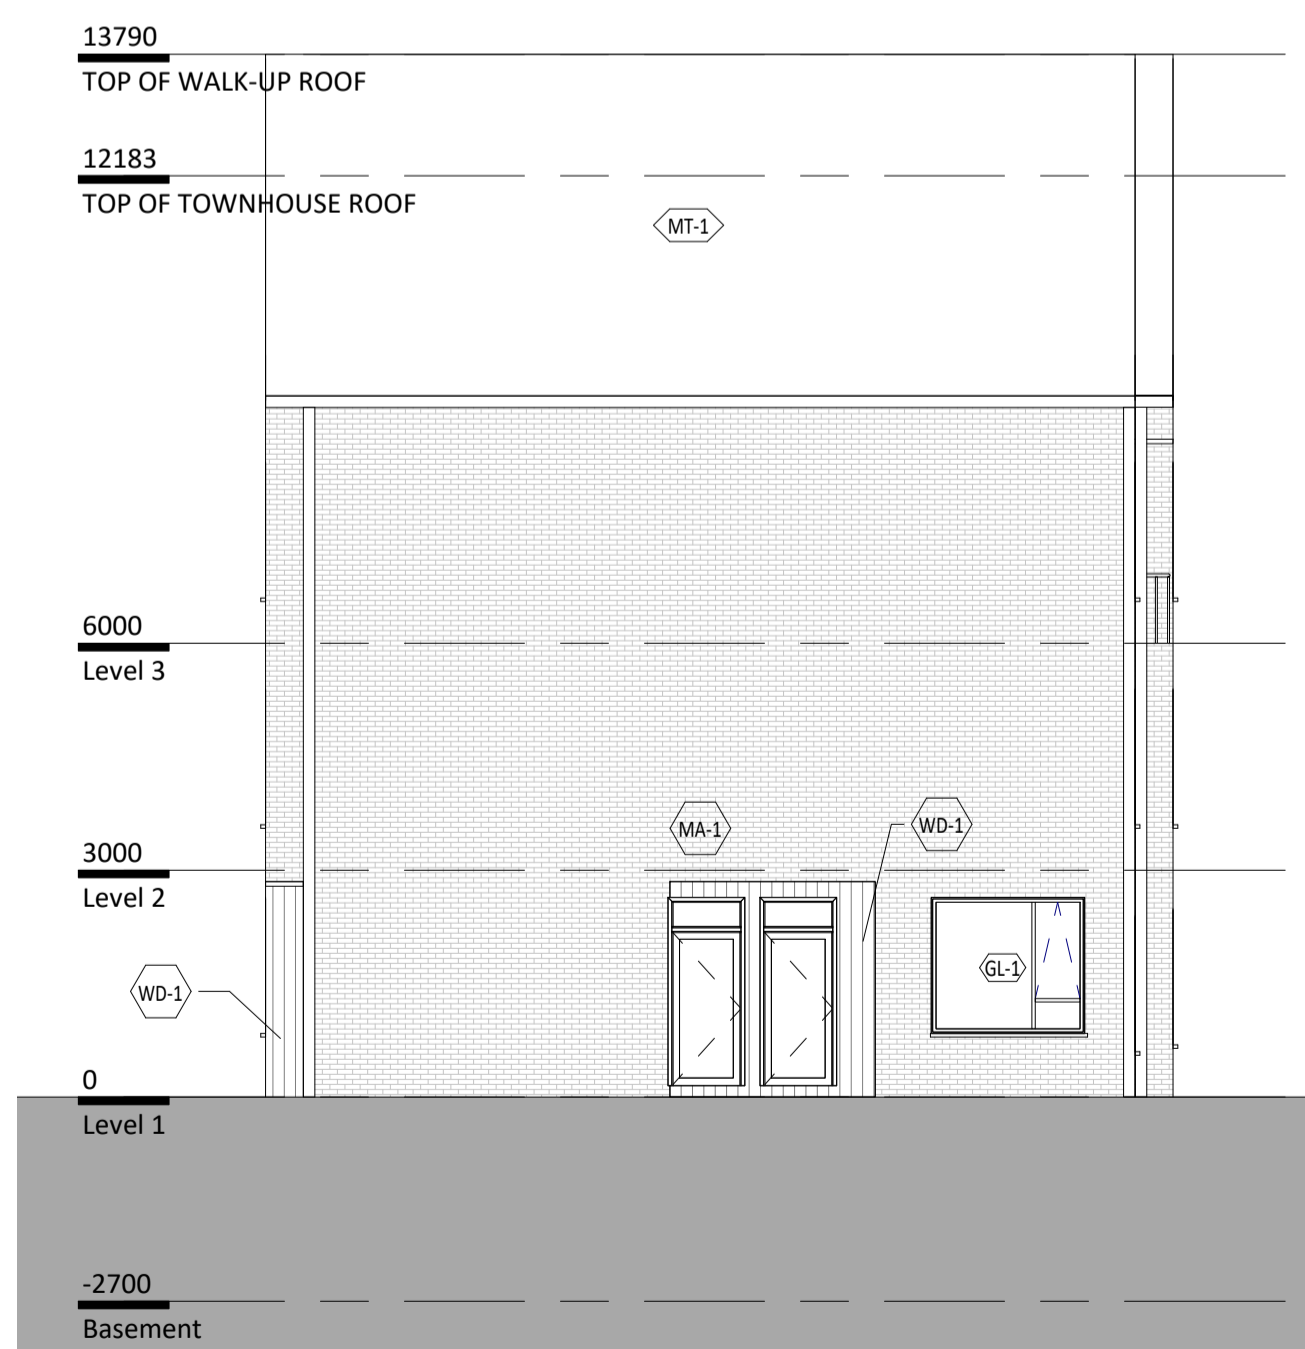 13790
TOP OF WALK-UP ROOF
12183
TOP OF TOWNHOUSE ROOF
MT-1
6000
Level 3
MA-1
WD-1
3000
Level 2
GL-1
WD-1
0
Level 1
-2700
Basement